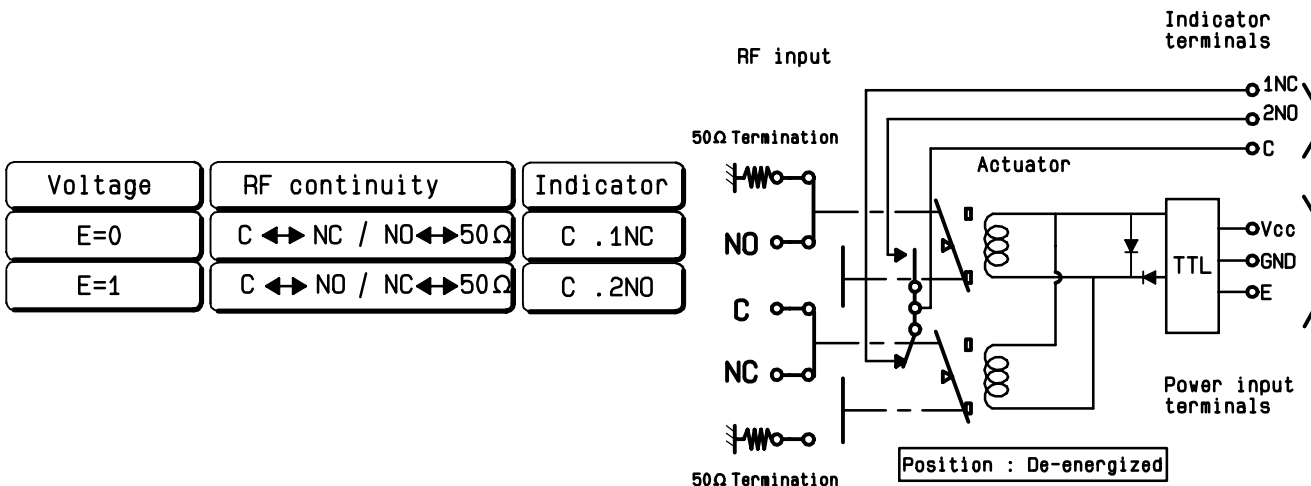 Voltage RF continuity Indicator
E=0 C ↔ NC / NO↔50Ω C .1NC
E=1 C ↔ NO / NC↔50Ω C .2NO
RF input
50Ω Termination
NO
C
NC
50Ω Termination
Actuator
Indicator
terminals
1NC
2NO
C
TTL
Vcc
GND
E
Power input
terminals
Position : De-energized